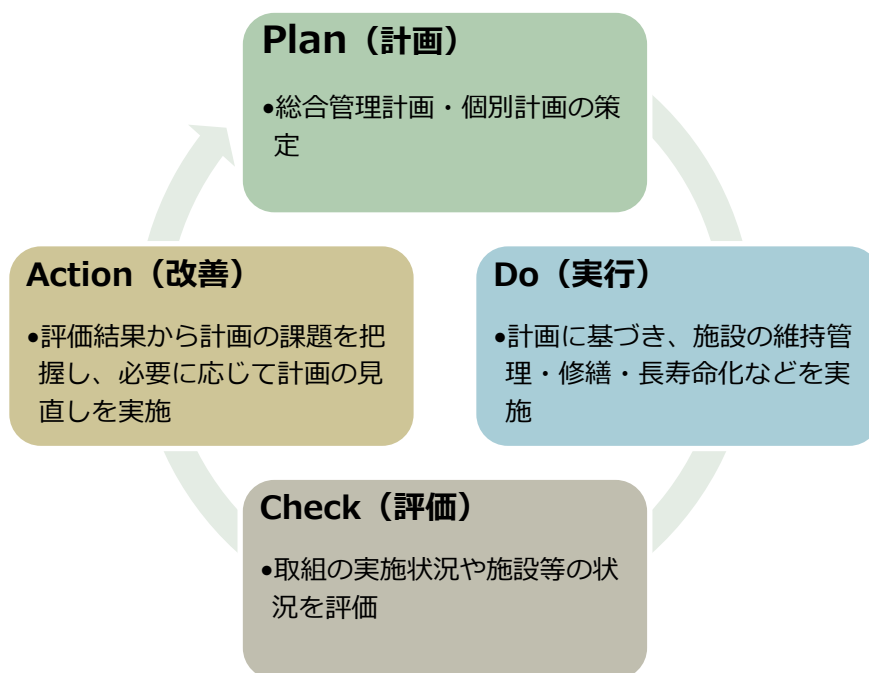 Plan（計画）
•総合管理計画・個別計画の策
定
Action（改善）
•評価結果から計画の課題を把
握し、必要に応じて計画の見
直しを実施
Do（実行）
•計画に基づき、施設の維持管
理・修繕・長寿命化などを実
施
Check（評価）
•取組の実施状況や施設等の状
況を評価